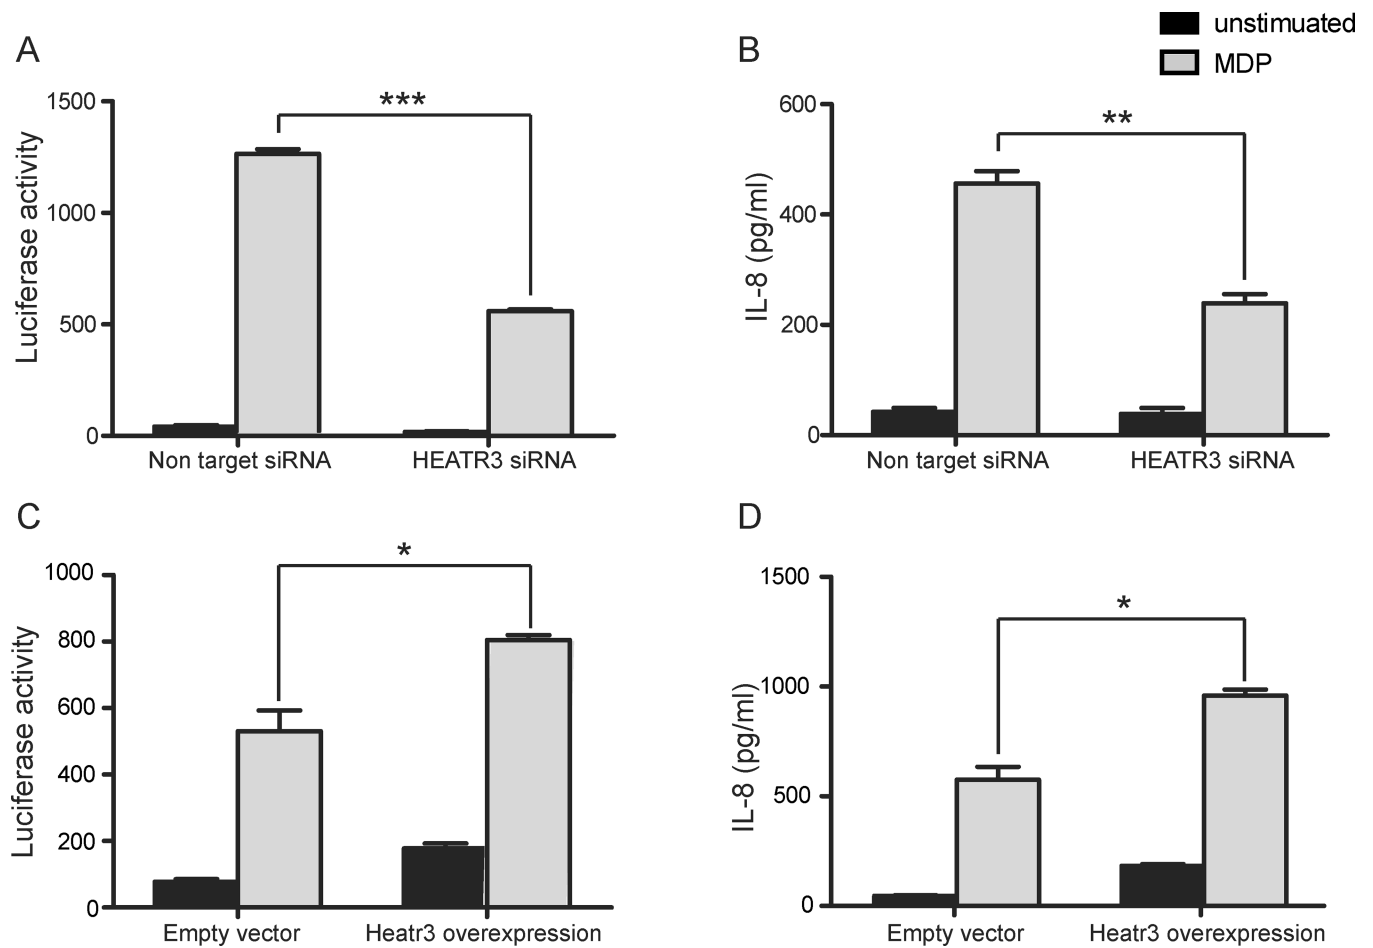 unstimuated
MDP
A
***
1500
1000
500
0
Luciferase activity
Non target siRNA
HEATR3 siRNA
B
**
600
400
200
0
IL-8 (pg/ml)
Non target siRNA
HEATR3 siRNA
C
*
1000
800
600
400
200
0
Luciferase activity
Empty vector
Heatr3 overexpression
D
*
1500
1000
500
0
IL-8 (pg/ml)
Empty vector
Heatr3 overexpression